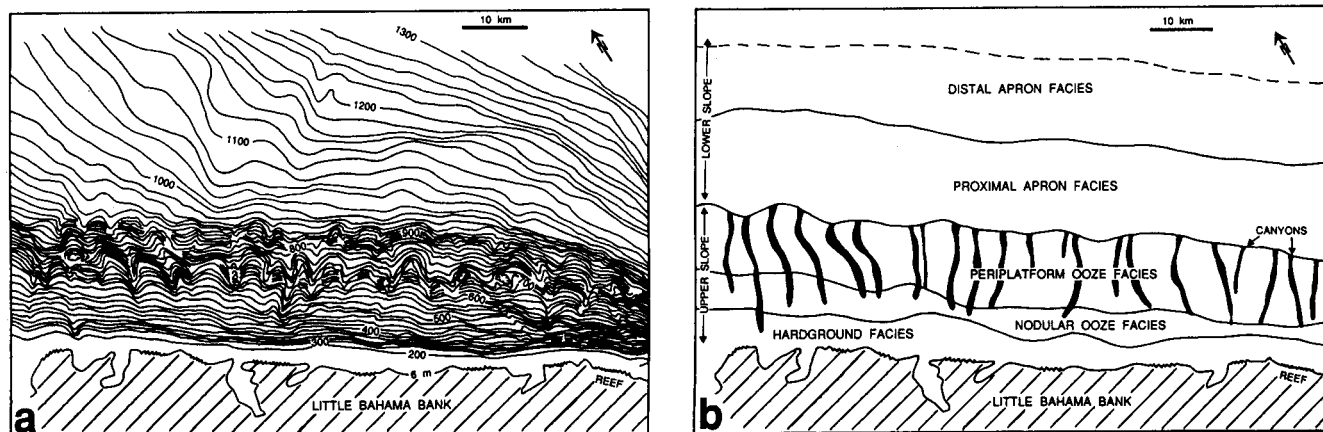 10 km
N
1300
1200
1100
1000
900
800
700
600
500
400
300
200
6 m
REEF
LITTLE BAHAMA BANK
a
10 km
N
LOWER SLOPE
DISTAL APRON FACIES
PROXIMAL APRON FACIES
UPPER SLOPE
CANYONS
PERIPLATFORM OOZE FACIES
NODULAR OOZE FACIES
HARDGROUND FACIES
REEF
LITTLE BAHAMA BANK
b